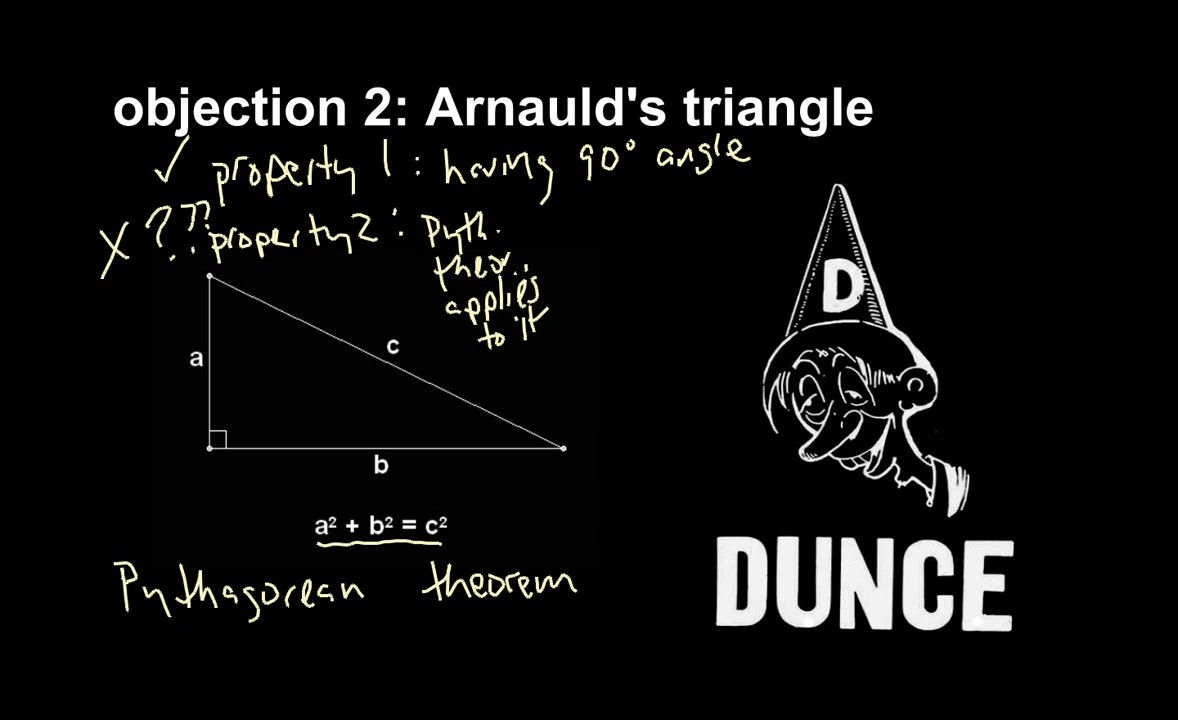 objection 2: Arnauld's triangle
✓ property 1: having 90° angle
X ??? property 2: Pyth.
theor.
applies
to it
a
c
b
a² + b² = c²
Pythagorean theorem
D
DUNCE